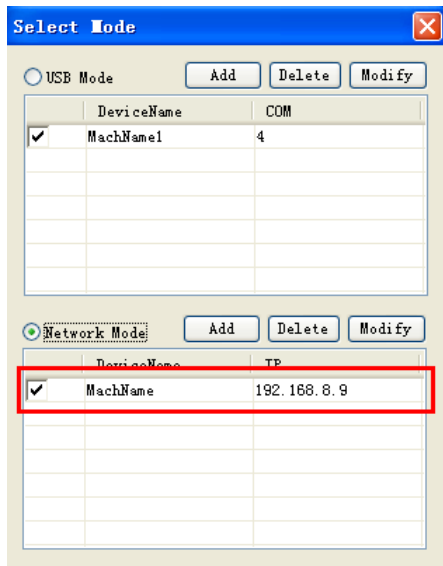 Select Mode
USB Mode Add Delete Modify
DeviceName COM
MachName1 4
Network Mode Add Delete Modify
DeviceName IP
MachName 192.168.8.9